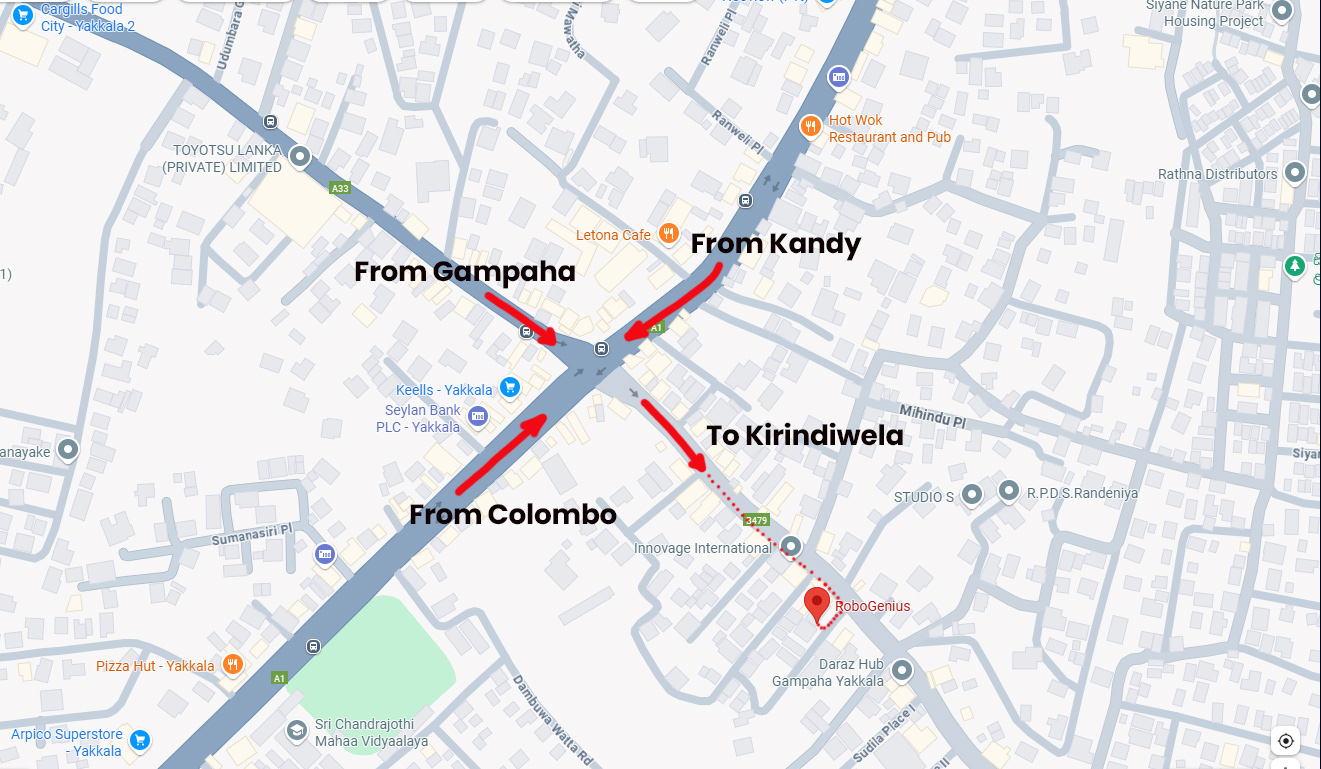 Cargills Food
City - Yakkala 2
Udumbara G
Mawatha
Ranweli Pl
Siyane Nature Park
Housing Project
Hot Wok
Restaurant and Pub
Ranweli Pl
TOYOTSU LANKA
(PRIVATE) LIMITED
A33
Rathna Distributors
Letona Cafe
From Kandy
From Gampaha
1)
A1
Keells - Yakkala
Seylan Bank
PLC - Yakkala
Mihindu Pl
To Kirindiwela
anayake
Siyan
STUDIO S
R.P.D.S.Randeniya
From Colombo
Sumanasiri Pl
3479
Innovage International
RoboGenius
Pizza Hut - Yakkala
A1
Daraz Hub
Gampaha Yakkala
Dambuwa Watta Rd
Sudila Place I
Sri Chandrajothi
Mahaa Vidyaalaya
Arpico Superstore
- Yakkala